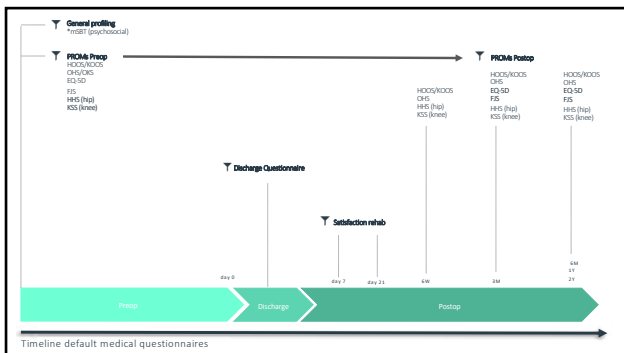 General profiling
*mSBT (psychosocial)
PROMs Preop
HOOS/KOOS
OHS/OKS
EQ-5D
FJS
HHS (hip)
KSS (knee)
PROMs Postop
HOOS/KOOS
OHS
HHS (hip)
KSS (knee)
HOOS/KOOS
OHS
EQ-5D
FJS
HHS (hip)
KSS (knee)
HOOS/KOOS
OHS
EQ-5D
FJS
HHS (hip)
KSS (knee)
Discharge Questionnaire
Satisfaction rehab
day 0
day 7
day 21
6W
3M
6M
1Y
2Y
Preop
Discharge
Postop
Timeline default medical questionnaires